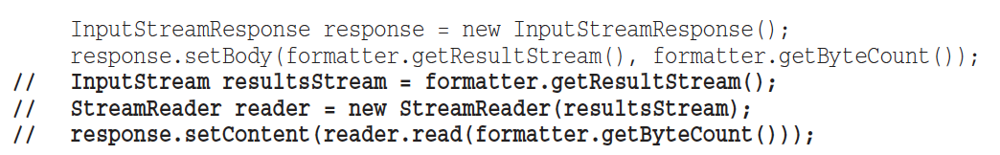 InputStreamResponse response = new InputStreamResponse();
response.setBody(formatter.getResultStream(), formatter.getByteCount());
// InputStream resultsStream = formatter.getResultStream();
// StreamReader reader = new StreamReader(resultsStream);
// response.setContent(reader.read(formatter.getByteCount()));